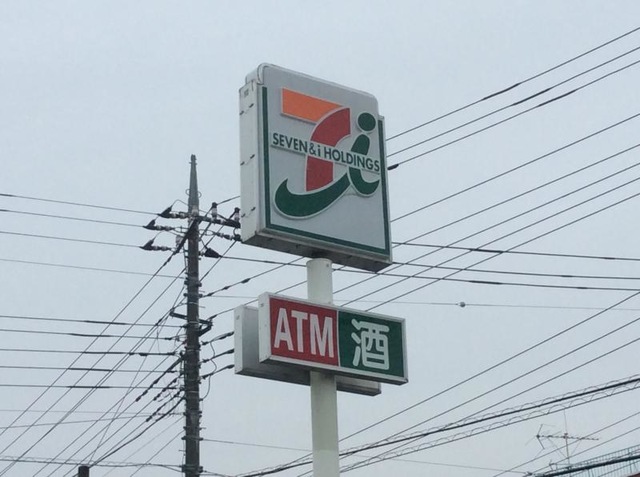 SEVEN&i HOLDINGS
ATM 酒